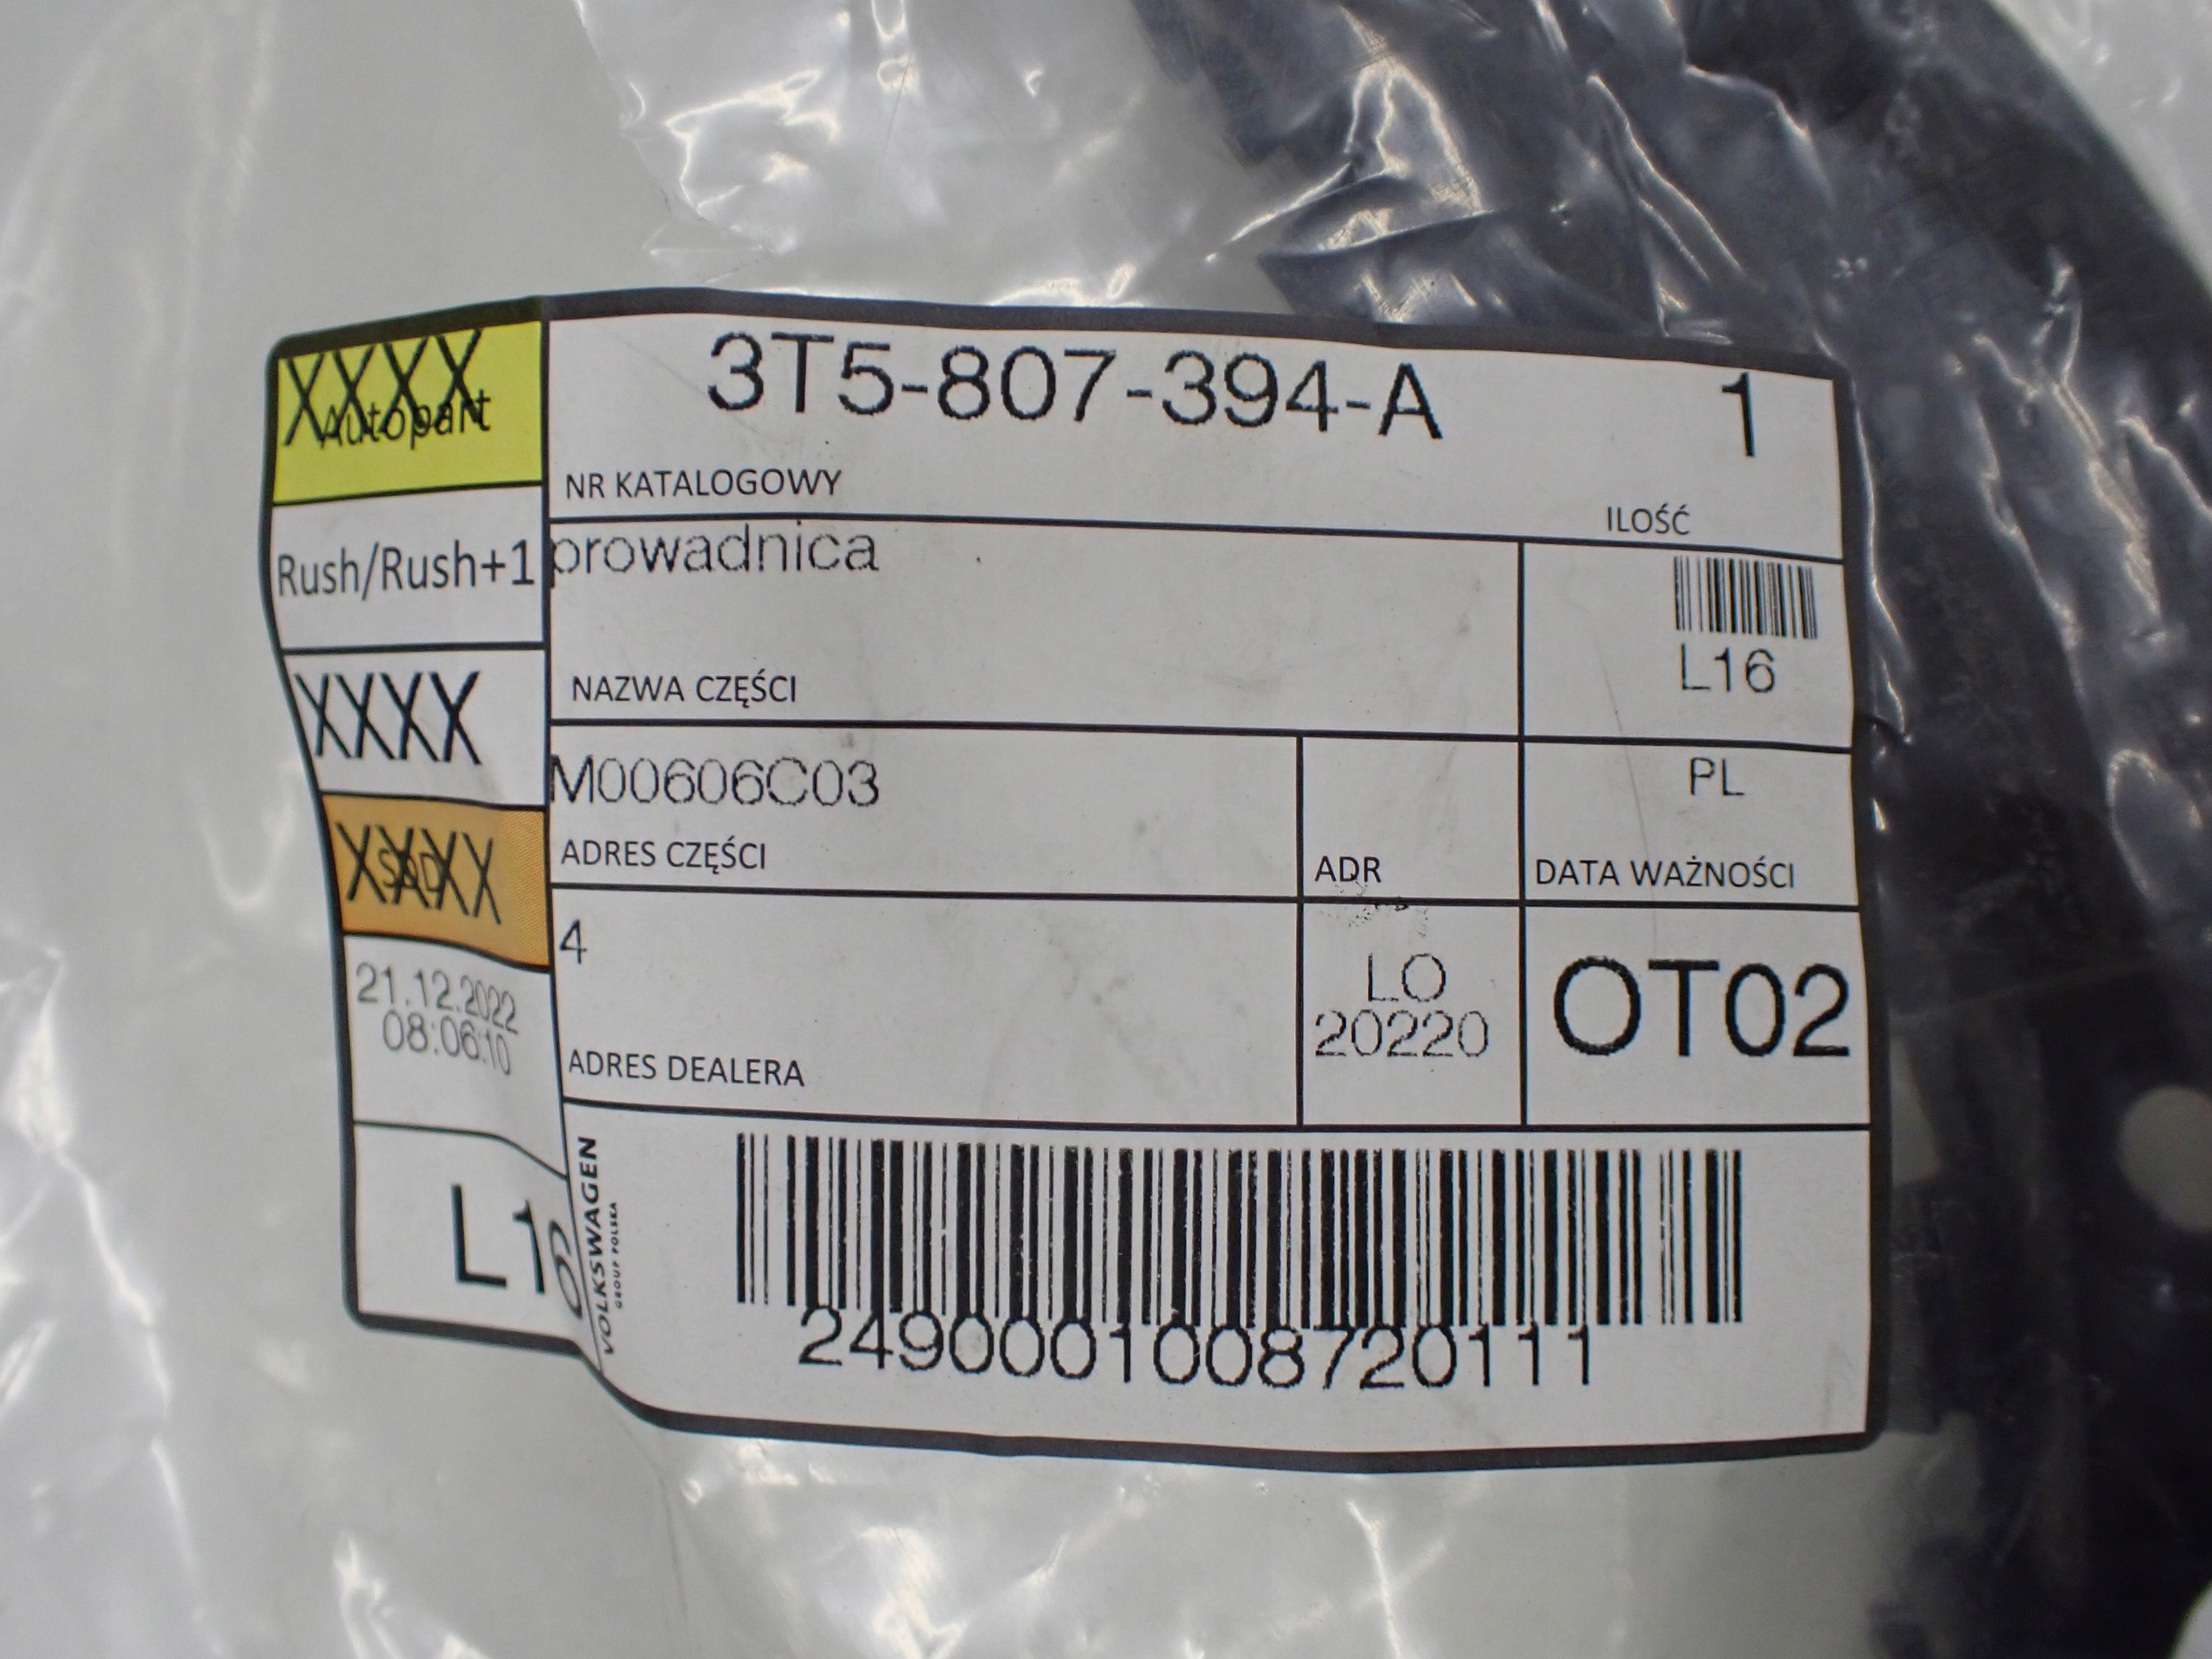 3T5-807-394-A 1
NR KATALOGOWY
ILOŚĆ
XXXX
Autopart
Rush/Rush+1
prowadnica
NAZWA CZĘŚCI
L16
XXXX
M00606C03
ADRES CZĘŚCI
ADR
PL
DATA WAŻNOŚCI
XXXX
4
ADRES DEALERA
LO
20220
OT02
21.12.2022
08:06:10
L1
VOLKSWAGEN
GROUP POLSKA
2490001008720111